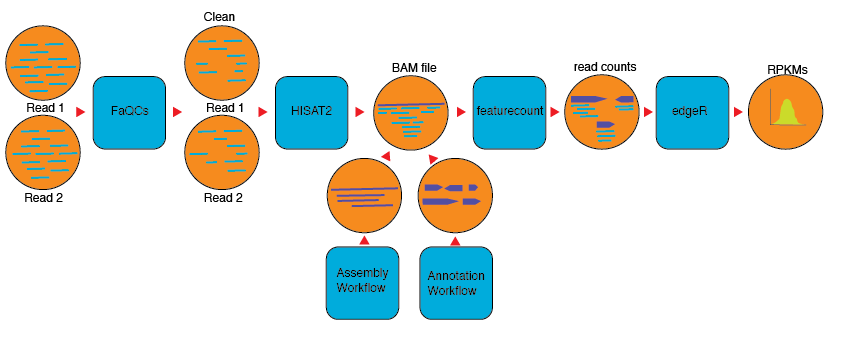 Clean
BAM file
read counts
RPKMs
Read 1
FaQCs
Read 1
HISAT2
featurecount
edgeR
Read 2
Read 2
Assembly
Workflow
Annotation
Workflow